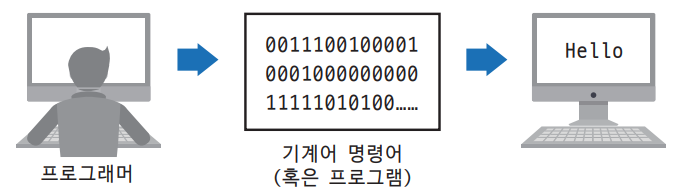 0011100100001
0001000000000
11111010100……
Hello
프로그래머
기계어 명령어
(혹은 프로그램)